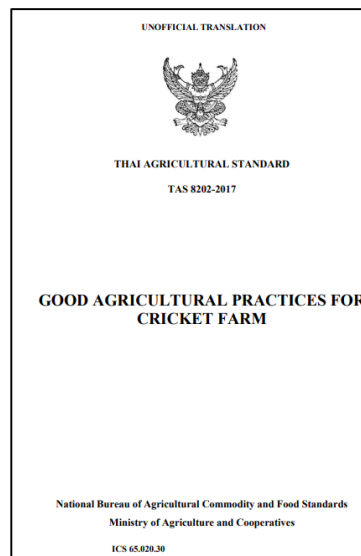 UNOFFICIAL TRANSLATION
THAI AGRICULTURAL STANDARD
TAS 8202-2017
GOOD AGRICULTURAL PRACTICES FOR
CRICKET FARM
National Bureau of Agricultural Commodity and Food Standards
Ministry of Agriculture and Cooperatives
ICS 65.020.30